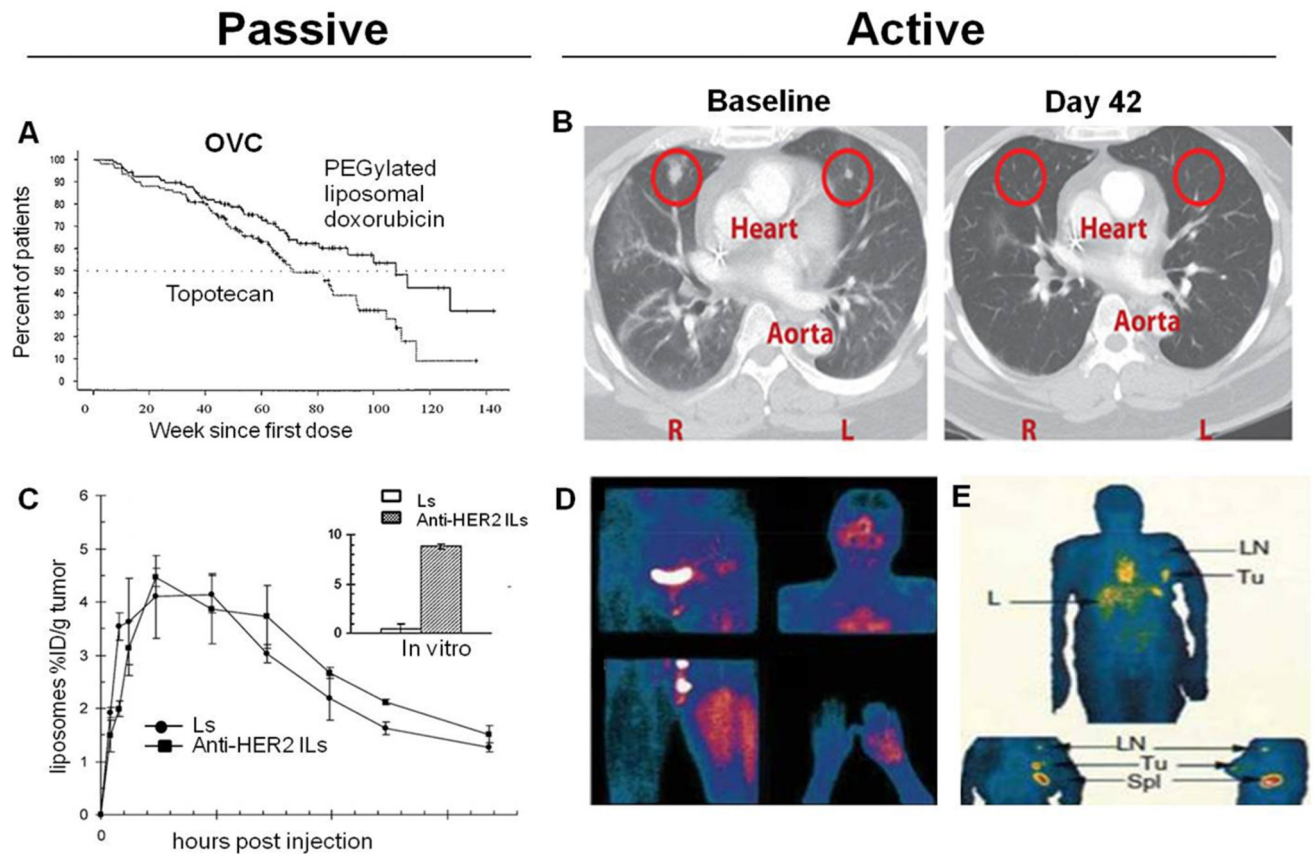 Passive
Active
A
OVC
PEGylated
liposomal
doxorubicin
Topotecan
Percent of patients
100
90
80
70
60
50
40
30
20
10
0
0 20 40 60 80 100 120 140
Week since first dose
B
Baseline
Day 42
Heart
Aorta
R L
Heart
Aorta
R L
C
Ls
Anti-HER2 ILs
10
5
0
In vitro
liposomes %ID/g tumor
6
5
4
3
2
1
0
Ls
Anti-HER2 ILs
0
hours post injection
D
E
LN
Tu
L
LN
Tu
Spl